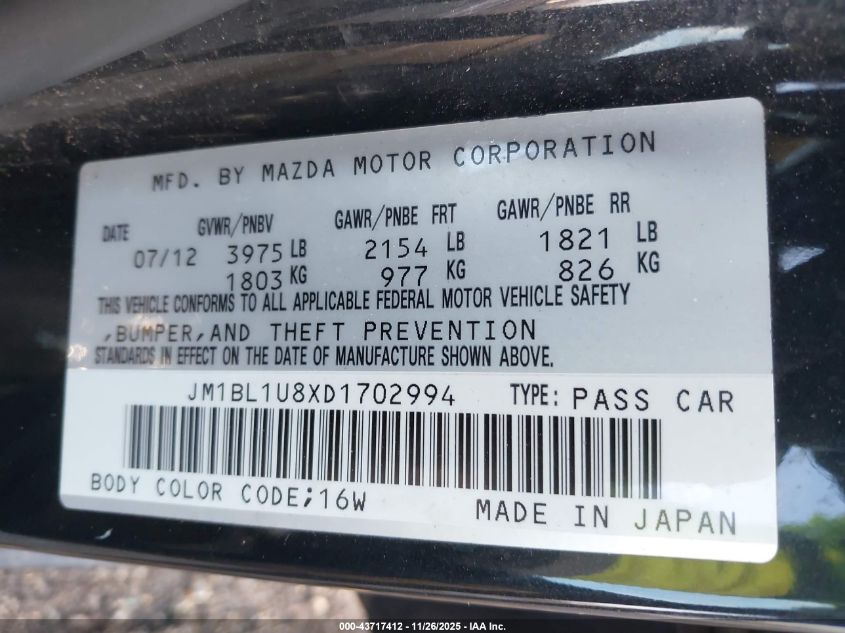 MFD. BY MAZDA MOTOR CORPORATION
DATE GVWR/PNBV GAWR/PNBE FRT GAWR/PNBE RR
07/12 3975 LB 2154 LB 1821 LB
1803 KG 977 KG 826 KG
THIS VEHICLE CONFORMS TO ALL APPLICABLE FEDERAL MOTOR VEHICLE SAFETY
,BUMPER,AND THEFT PREVENTION
STANDARDS IN EFFECT ON THE DATE OF MANUFACTURE SHOWN ABOVE.
JM1BL1U8XD1702994 TYPE: PASS CAR
BODY COLOR CODE;16W MADE IN JAPAN
000-43717412 - 11/26/2025 - IAA Inc.